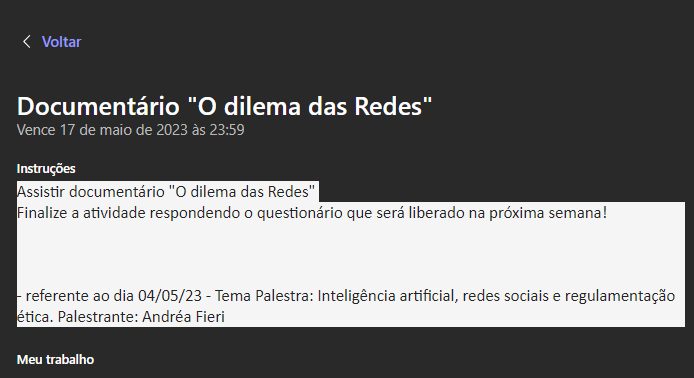 Voltar
Documentário "O dilema das Redes"
Vence 17 de maio de 2023 às 23:59
Instruções
Assistir documentário "O dilema das Redes"
Finalize a atividade respondendo o questionário que será liberado na próxima semana!
- referente ao dia 04/05/23 - Tema Palestra: Inteligência artificial, redes sociais e regulamentação
ética. Palestrante: Andréa Fieri
Meu trabalho